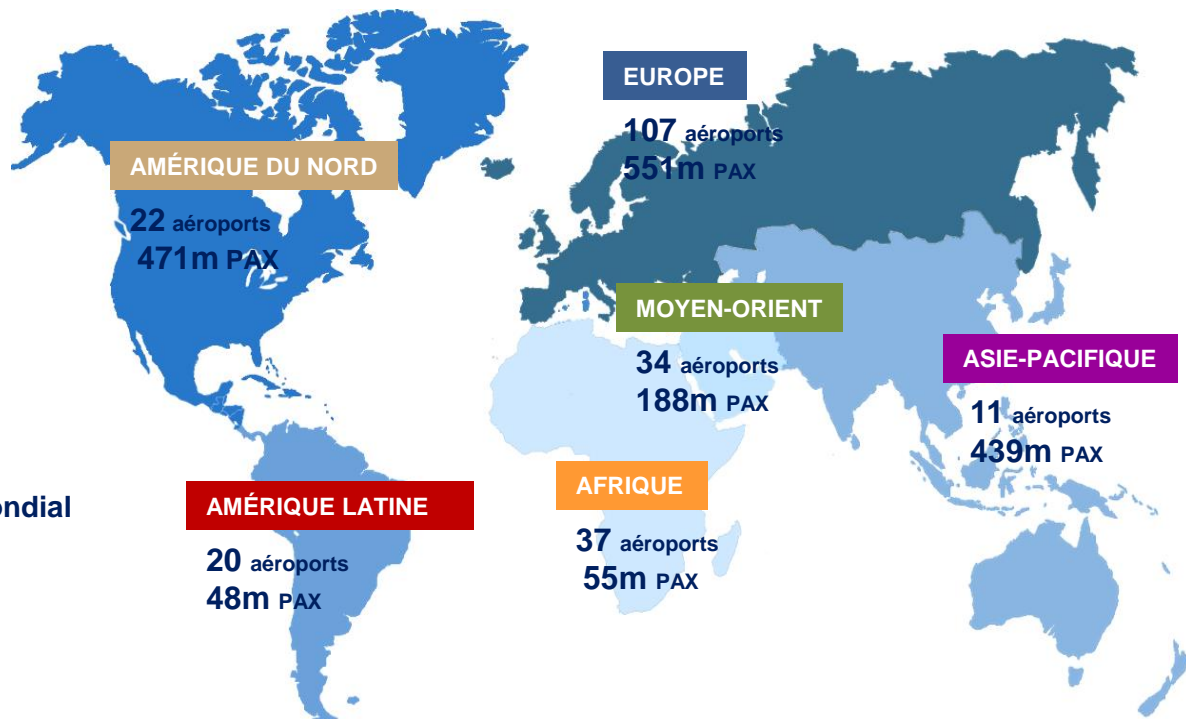 EUROPE
107 aéroports
551m PAX
AMÉRIQUE DU NORD
22 aéroports
471m PAX
MOYEN-ORIENT
34 aéroports
188m PAX
ASIE-PACIFIQUE
11 aéroports
439m PAX
AFRIQUE
37 aéroports
55m PAX
ondial
AMÉRIQUE LATINE
20 aéroports
48m PAX